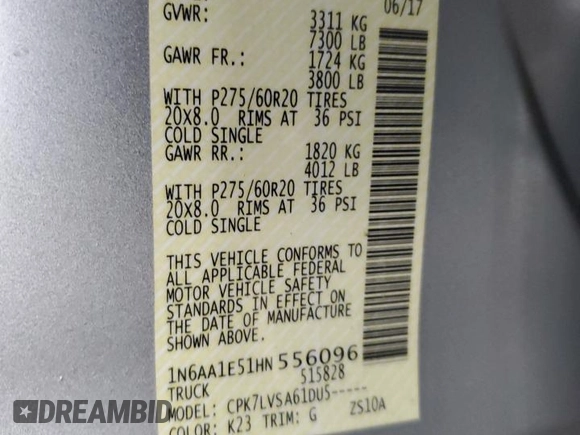 06/17
GVWR: 3311 KG
7300 LB
GAWR FR.: 1724 KG
3800 LB
WITH P275/60R20 TIRES
20X8.0 RIMS AT 36 PSI
COLD SINGLE
GAWR RR.: 1820 KG
4012 LB
WITH P275/60R20 TIRES
20X8.0 RIMS AT 36 PSI
COLD SINGLE
THIS VEHICLE CONFORMS TO
ALL APPLICABLE FEDERAL
MOTOR VEHICLE SAFETY
STANDARDS IN EFFECT ON
THE DATE OF MANUFACTURE
SHOWN ABOVE.
1N6AA1E51HN556096
TRUCK 515828
MODEL: CPK7LVSA61DU5-----
COLOR: K23 TRIM: G ZS10A
DREAMBID.COM